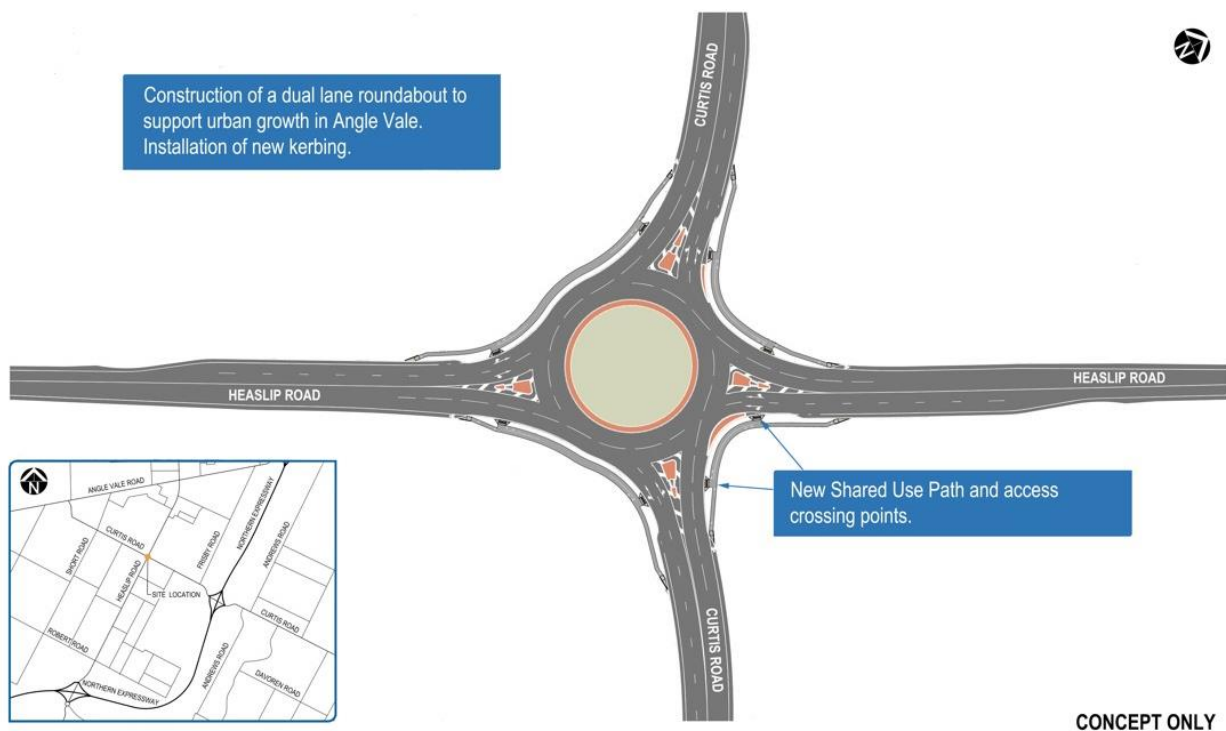 Construction of a dual lane roundabout to
support urban growth in Angle Vale.
Installation of new kerbing.
CURTIS ROAD
N
HEASLIP ROAD
HEASLIP ROAD
New Shared Use Path and access
crossing points.
CURTIS ROAD
N
ANGLE VALE ROAD
CURTIS ROAD
SHORT ROAD
HEASLIP ROAD
FRISBY ROAD
NORTHERN EXPRESSWAY
ANDREWS ROAD
SITE LOCATION
CURTIS ROAD
ROBERT ROAD
ANDREWS ROAD
NORTHERN EXPRESSWAY
DAVOREN ROAD
CONCEPT ONLY